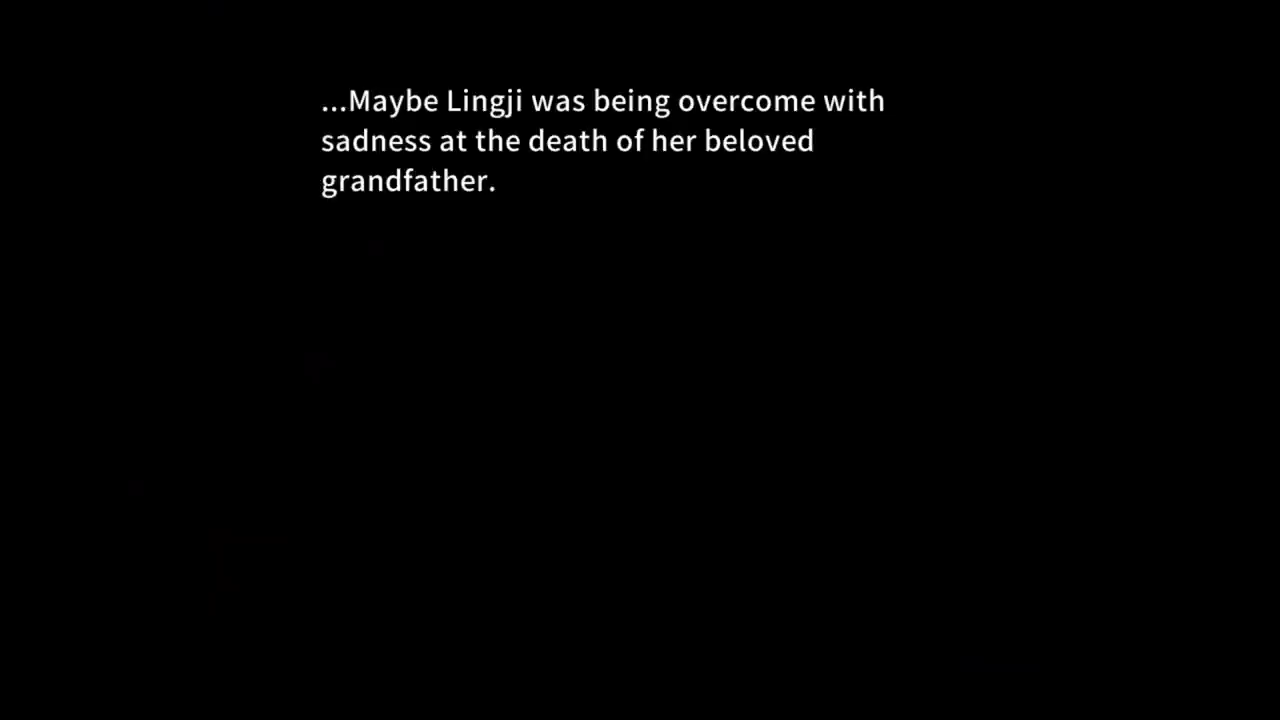 ...Maybe Lingji was being overcome with
sadness at the death of her beloved
grandfather.